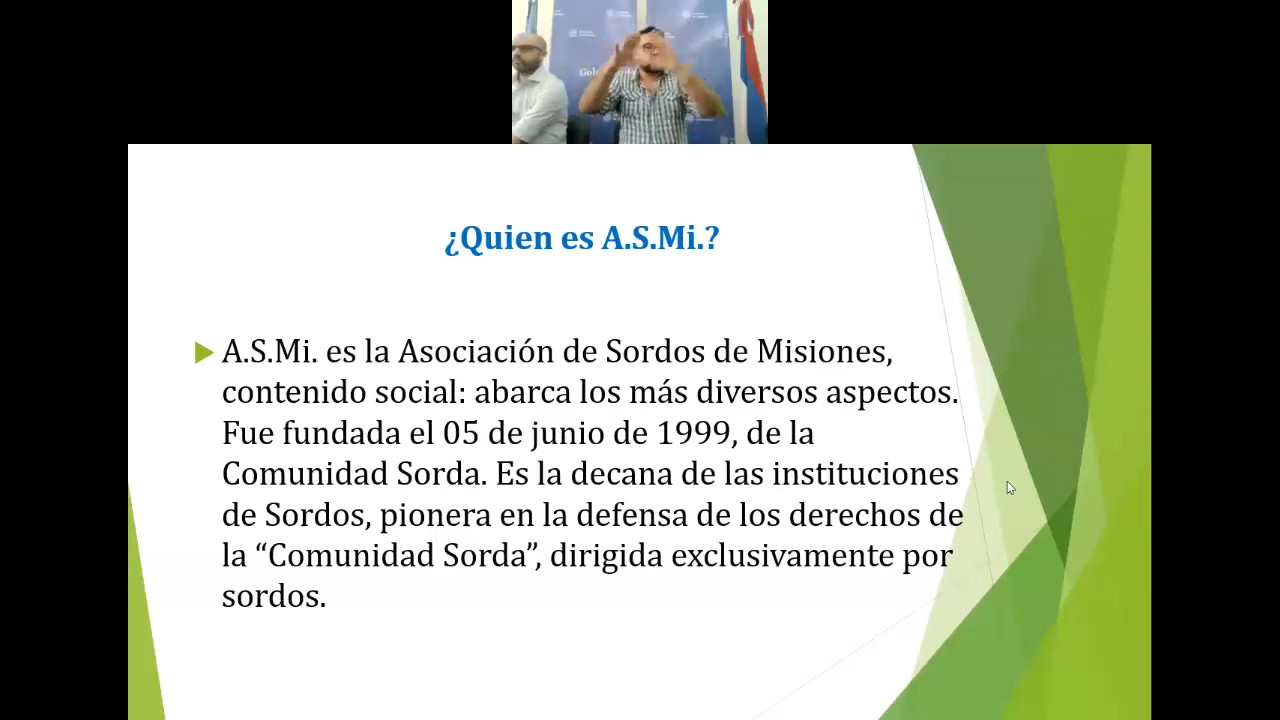 ¿Quien es A.S.Mi.?
A.S.Mi. es la Asociación de Sordos de Misiones,
contenido social: abarca los más diversos aspectos.
Fue fundada el 05 de junio de 1999, de la
Comunidad Sorda. Es la decana de las instituciones
de Sordos, pionera en la defensa de los derechos de
la “Comunidad Sorda”, dirigida exclusivamente por
sordos.